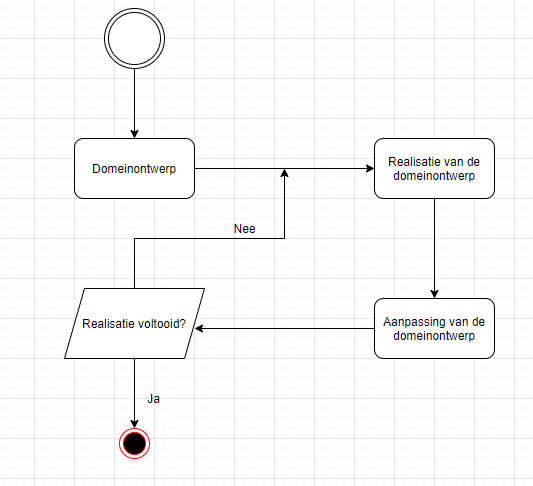 Domeinontwerp
Realisatie van de
domeinontwerp
Nee
Realisatie voltooid?
Aanpassing van de
domeinontwerp
Ja